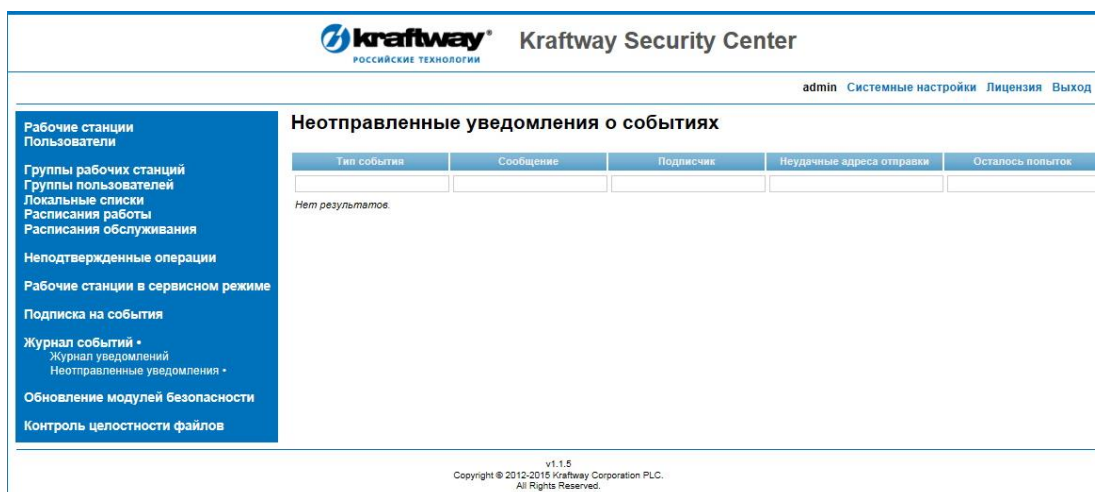 kraftway®
РОССИЙСКИЕ ТЕХНОЛОГИИ
Kraftway Security Center
admin Системные настройки Лицензия Выход
Рабочие станции
Пользователи
Группы рабочих станций
Группы пользователей
Локальные списки
Расписания работы
Расписания обслуживания
Неподтвержденные операции
Рабочие станции в сервисном режиме
Подписка на события
Журнал событий •
Журнал уведомлений
Неотправленные уведомления •
Обновление модулей безопасности
Контроль целостности файлов
Неотправленные уведомления о событиях
Тип события Сообщение Подписчик Неудачные адреса отправки Осталось попыток
Нет результатов.
v1.1.5
Copyright © 2012-2015 Kraftway Corporation PLC.
All Rights Reserved.